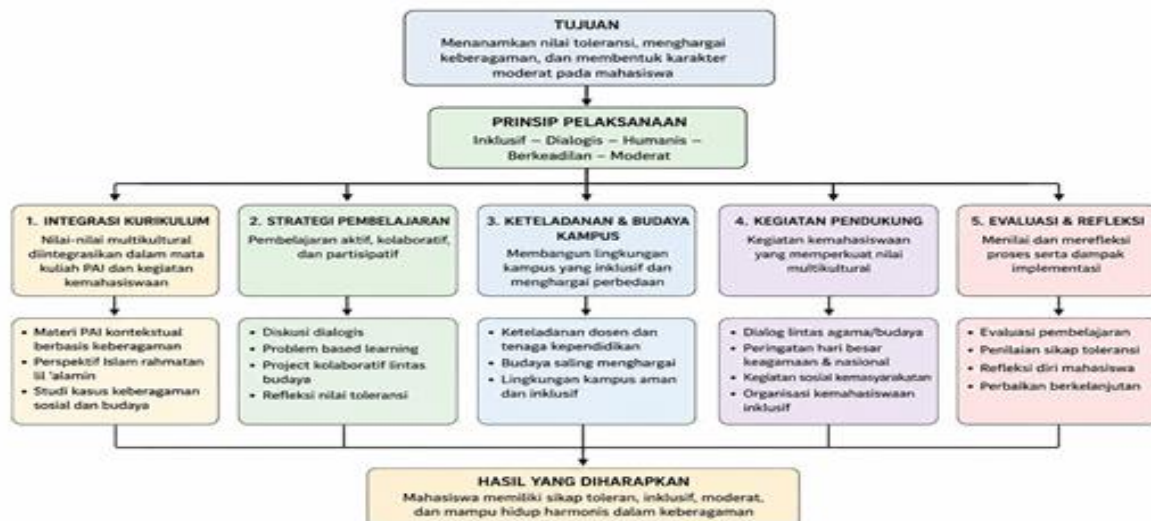 TUJUAN
Menanamkan nilai toleransi, menghargai
keberagaman, dan membentuk karakter
moderat pada mahasiswa
PRINSIP PELAKSANAAN
Inklusif – Dialogis – Humanis –
Berkeadilan – Moderat
1. INTEGRASI KURIKULUM
Nilai-nilai multikultural
diintegrasikan dalam mata
kuliah PAI dan kegiatan
kemahasiswaan
• Materi PAI kontekstual
berbasis keberagaman
• Perspektif Islam rahmatan
lil 'alamin
• Studi kasus keberagaman
sosial dan budaya
2. STRATEGI PEMBELAJARAN
Pembelajaran aktif, kolaboratif,
dan partisipatif
• Diskusi dialogis
• Problem based learning
• Project kolaboratif lintas
budaya
• Refleksi nilai toleransi
3. KETELADANAN & BUDAYA
KAMPUS
Membangun lingkungan
kampus yang inklusif dan
menghargai perbedaan
• Keteladanan dosen dan
tenaga kependidikan
• Budaya saling menghargai
• Lingkungan kampus aman
dan inklusif
4. KEGIATAN PENDUKUNG
Kegiatan kemahasiswaan
yang memperkuat nilai
multikultural
• Dialog lintas agama/budaya
• Peringatan hari besar
keagamaan & nasional
• Kegiatan sosial kemasyarakatan
• Organisasi kemahasiswaan
inklusif
5. EVALUASI & REFLEKSI
Menilai dan merefleksi
proses serta dampak
implementasi
• Evaluasi pembelajaran
• Penilaian sikap toleransi
• Refleksi diri mahasiswa
• Perbaikan berkelanjutan
HASIL YANG DIHARAPKAN
Mahasiswa memiliki sikap toleran, inklusif, moderat,
dan mampu hidup harmonis dalam keberagaman